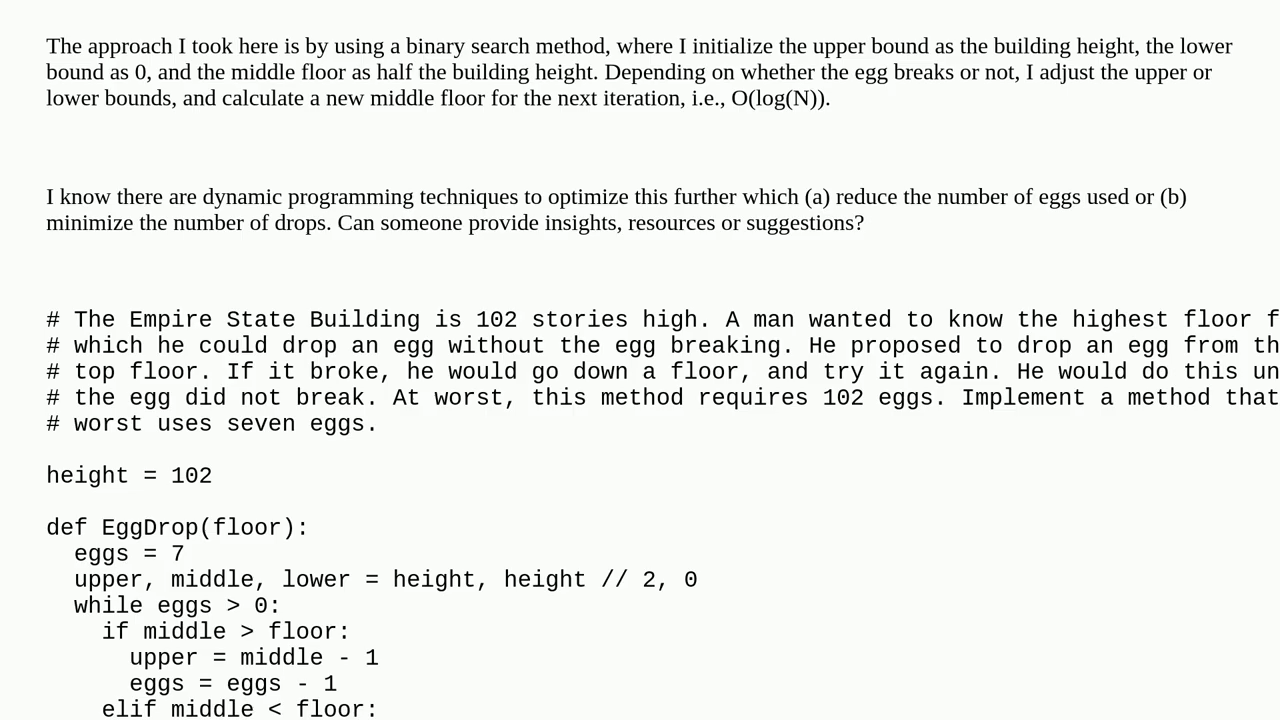 The approach I took here is by using a binary search method, where I initialize the upper bound as the building height, the lower
bound as 0, and the middle floor as half the building height. Depending on whether the egg breaks or not, I adjust the upper or
lower bounds, and calculate a new middle floor for the next iteration, i.e., O(log(N)).
I know there are dynamic programming techniques to optimize this further which (a) reduce the number of eggs used or (b)
minimize the number of drops. Can someone provide insights, resources or suggestions?
# The Empire State Building is 102 stories high. A man wanted to know the highest floor f
# which he could drop an egg without the egg breaking. He proposed to drop an egg from th
# top floor. If it broke, he would go down a floor, and try it again. He would do this un
# the egg did not break. At worst, this method requires 102 eggs. Implement a method that
# worst uses seven eggs.
height = 102
def EggDrop(floor):
  eggs = 7
  upper, middle, lower = height, height // 2, 0
  while eggs > 0:
    if middle > floor:
      upper = middle - 1
      eggs = eggs - 1
    elif middle < floor: